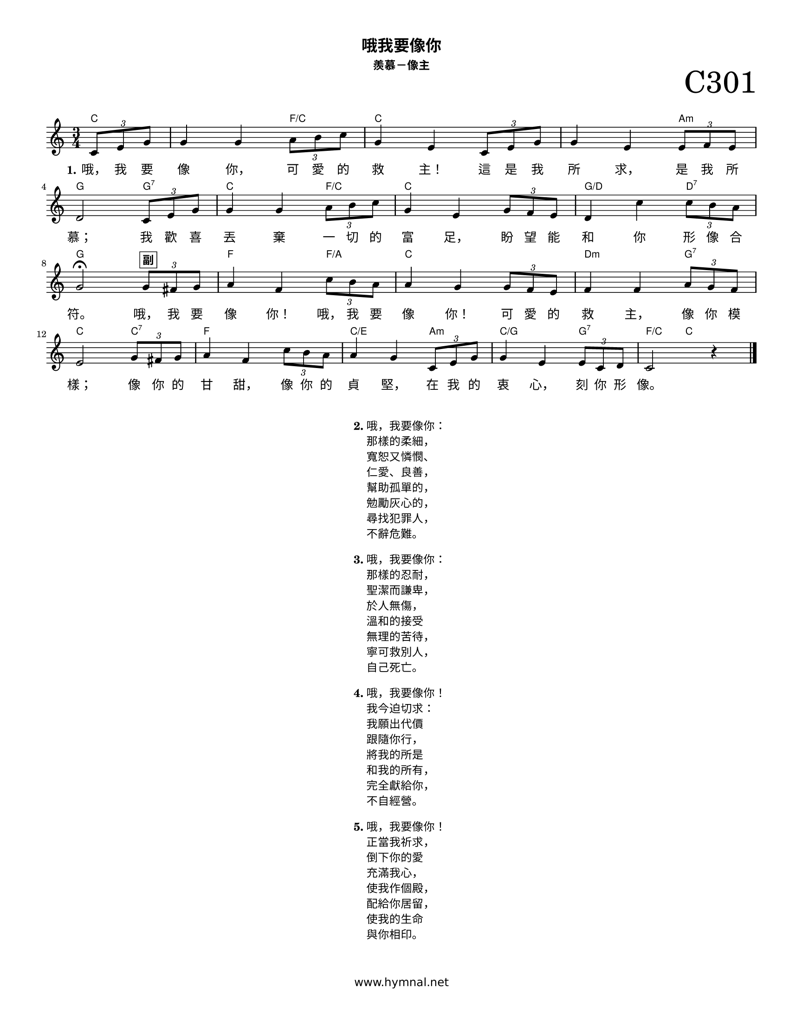 哦我要像你
羨慕－像主
C301
C F/C C Am
3 3 3 3
3
4
1. 哦， 我 要 像 你， 可 愛 的 救 主！ 這 是 我 所 求， 是 我 所
4 G G7 C F/C C G/D D7
3 3 3 3
慕； 我 歡 喜 丟 棄 一 切 的 富 足， 盼 望 能 和 你 形 像 合
8 G 副 F F/A C Dm G7
3 3 3 3
符。 哦， 我 要 像 你！ 哦， 我 要 像 你！ 可 愛 的 救 主， 像 你 模
12 C C7 F C/E Am C/G G7 F/C C
3 3 3 3
樣； 像 你 的 甘 甜， 像 你 的 貞 堅， 在 我 的 衷 心， 刻 你 形 像。
2. 哦，我要像你：
那樣的柔細，
寬恕又憐憫、
仁愛、良善，
幫助孤單的，
勉勵灰心的，
尋找犯罪人，
不辭危難。
3. 哦，我要像你：
那樣的忍耐，
聖潔而謙卑，
於人無傷，
溫和的接受
無理的苦待，
寧可救別人，
自己死亡。
4. 哦，我要像你！
我今迫切求：
我願出代價
跟隨你行，
將我的所是
和我的所有，
完全獻給你，
不自經營。
5. 哦，我要像你！
正當我祈求，
倒下你的愛
充滿我心，
使我作個殿，
配給你居留，
使我的生命
與你相印。
www.hymnal.net